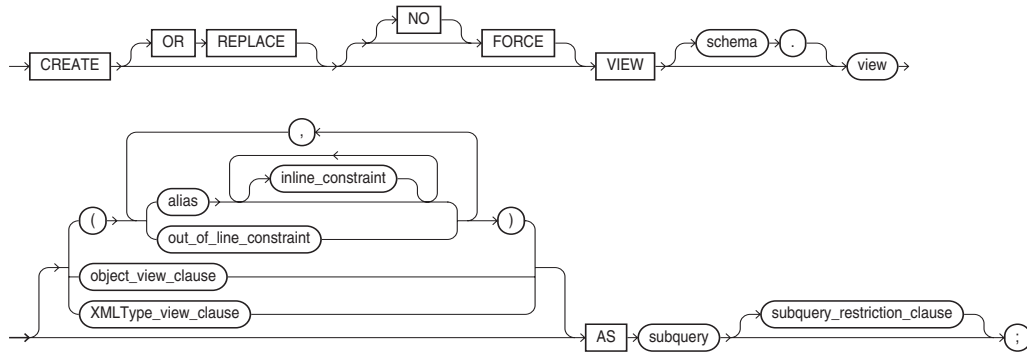 NO
OR REPLACE FORCE schema .
CREATE VIEW view
,
inline_constraint
alias
( )
out_of_line_constraint
object_view_clause
XMLType_view_clause subquery_restriction_clause
AS subquery ;